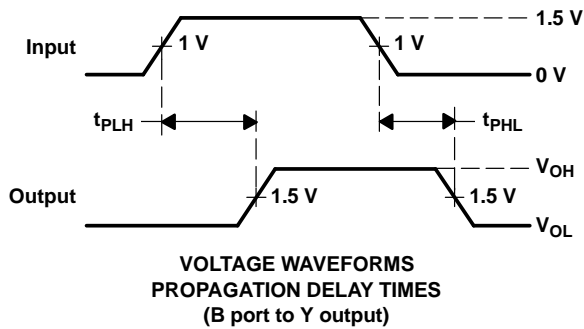 1.5 V
Input
1 V
1 V
0 V
tPLH
tPHL
VOH
Output
1.5 V
1.5 V
VOL
VOLTAGE WAVEFORMS
PROPAGATION DELAY TIMES
(B port to Y output)